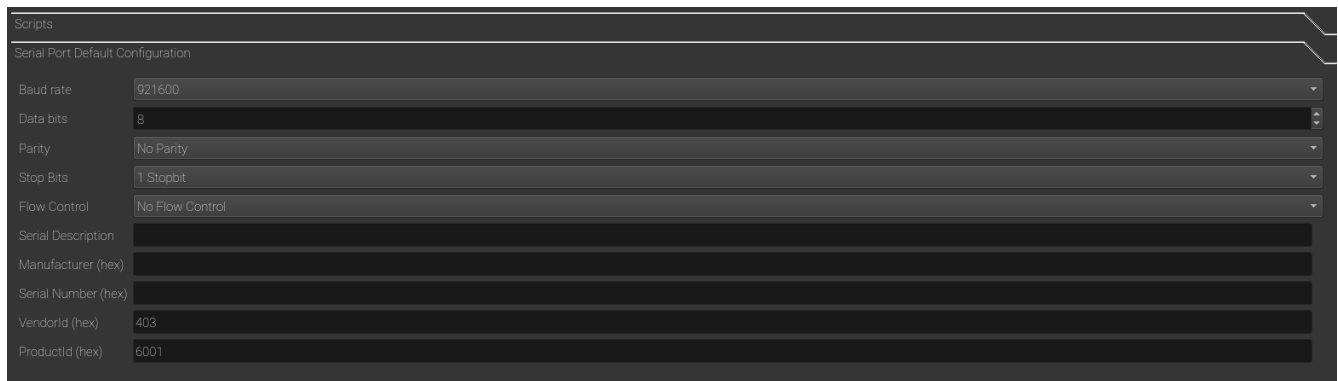 Scripts
Serial Port Default Configuration
Baud rate 921600
Data bits 8
Parity No Parity
Stop Bits 1 Stopbit
Flow Control No Flow Control
Serial Description
Manufacturer (hex)
Serial Number (hex)
VendorId (hex) 403
ProductId (hex) 6001